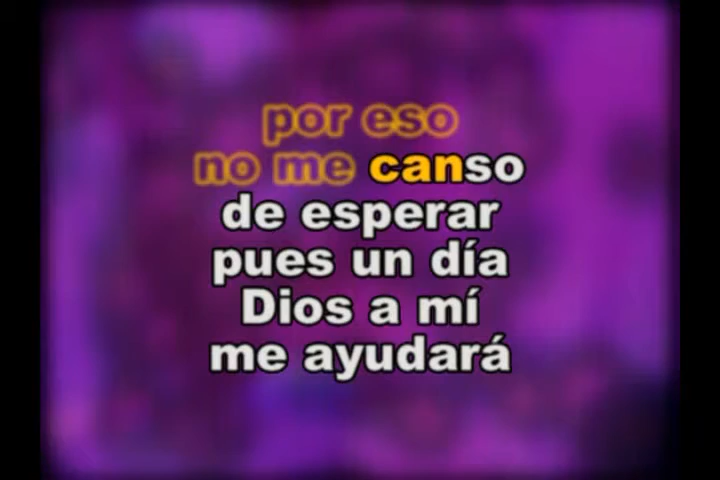 por eso
no me canso
de esperar
pues un día
Dios a mí
me ayudará